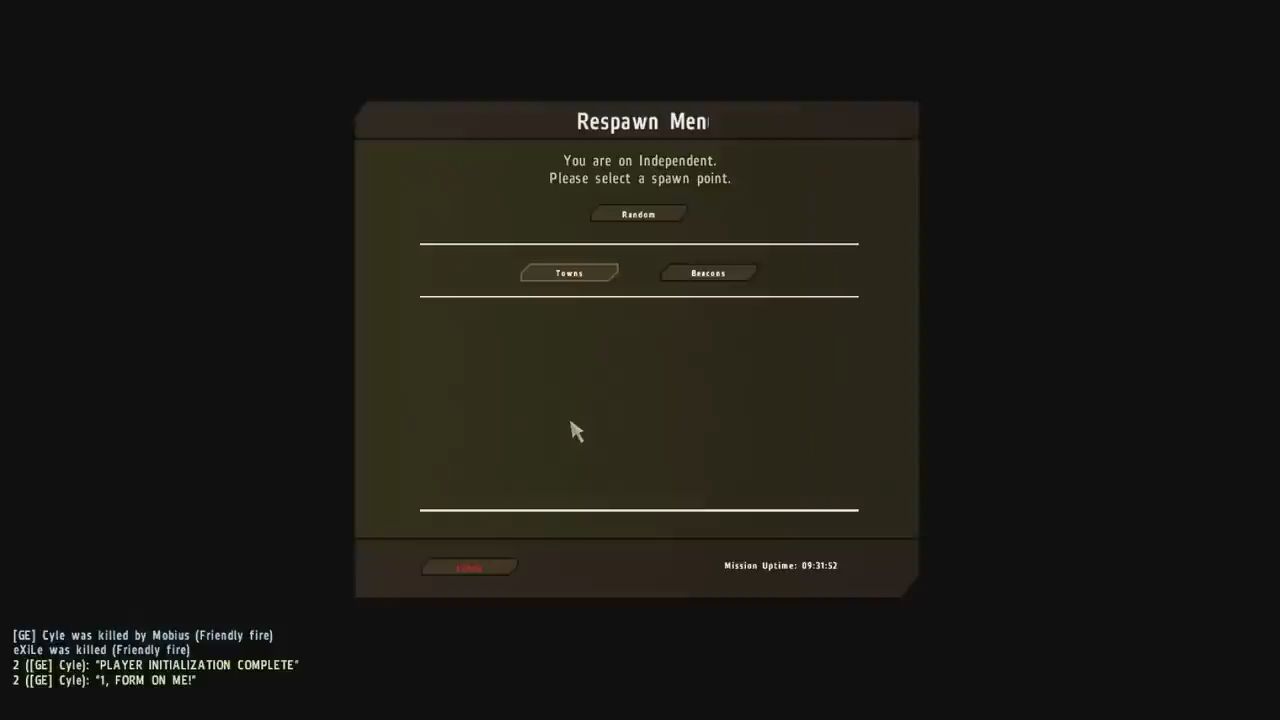 Respawn Men
You are on Independent.
Please select a spawn point.
Random
Towns
Beacons
Mission Uptime: 09:31:52
[GE] Cyle was killed by Mobius (Friendly fire)
eXiLe was killed (Friendly fire)
2 ([GE] Cyle): "PLAYER INITIALIZATION COMPLETE"
2 ([GE] Cyle): "1, FORM ON ME!"